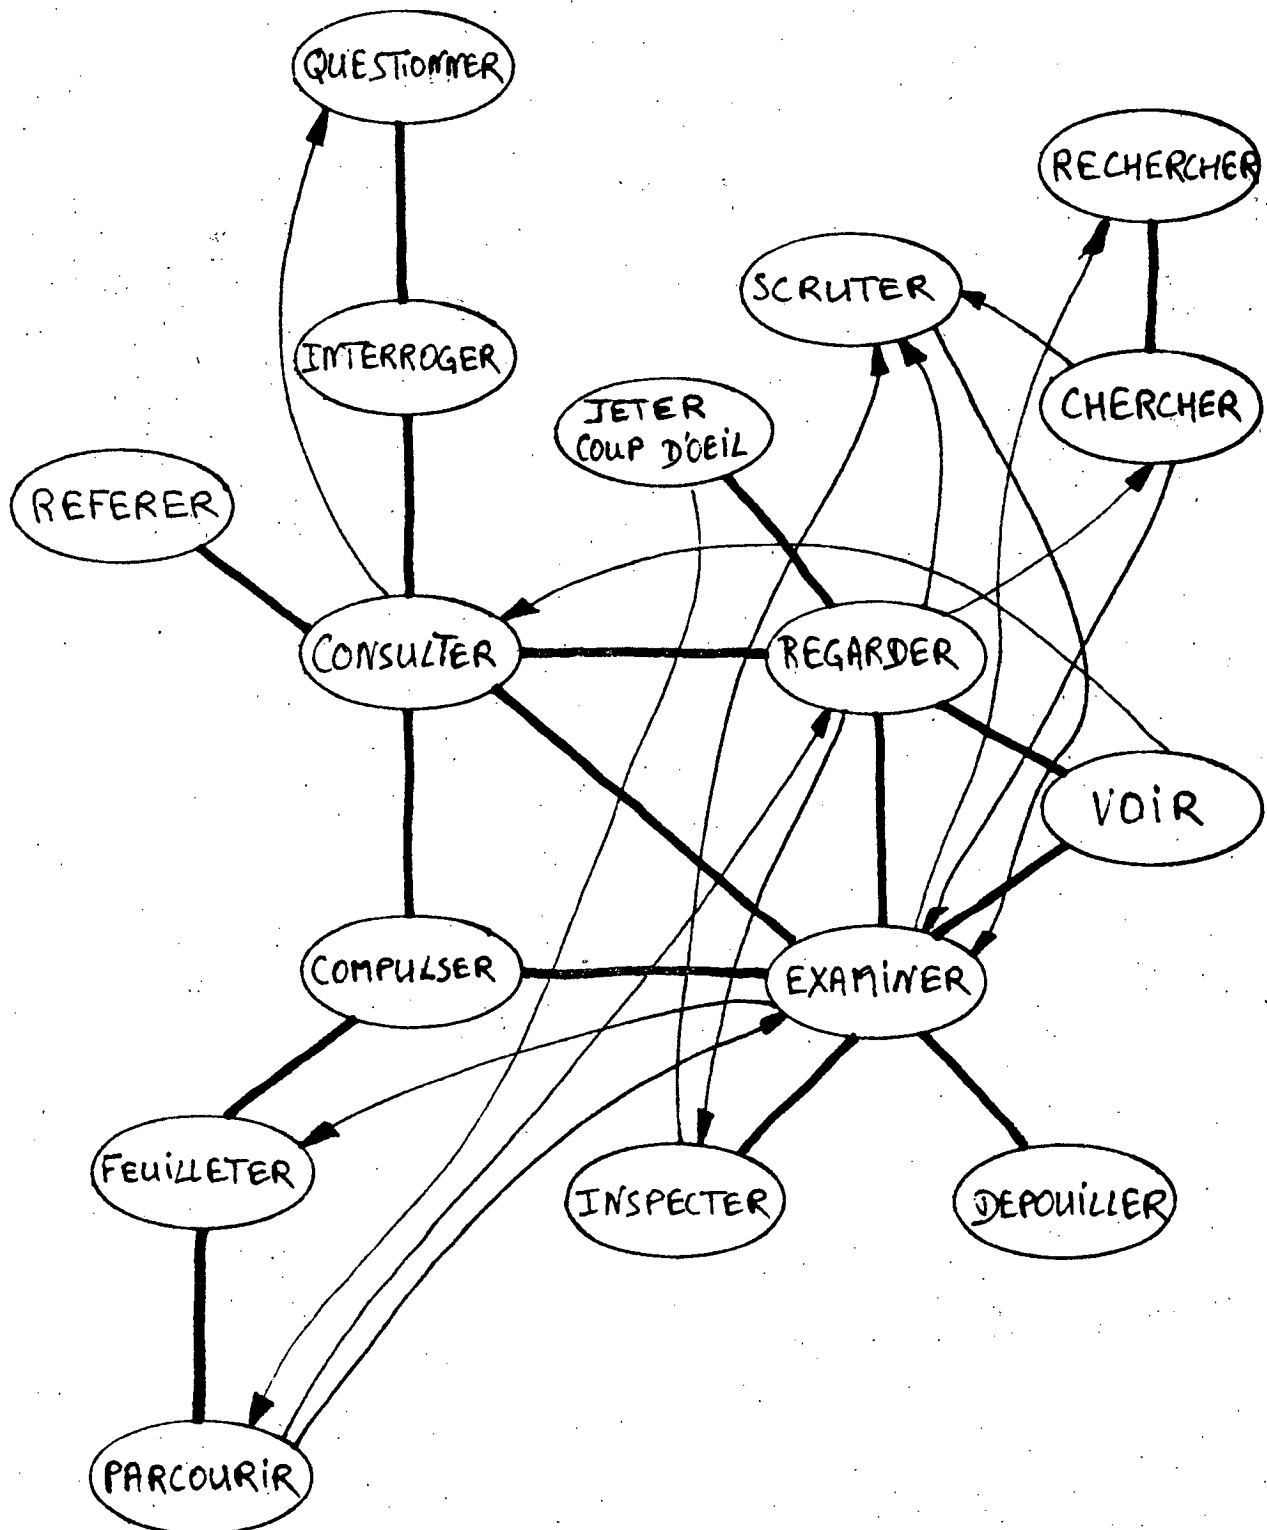 QUESTIONNER
RECHERCHER
SCRUTER
INTERROGER
CHERCHER
JETER
COUP D'OEIL
REFERER
CONSULTER
REGARDER
VOIR
COMPULSER
EXAMINER
FEUILLETER
INSPECTER
DEPOUILLER
PARCOURIR